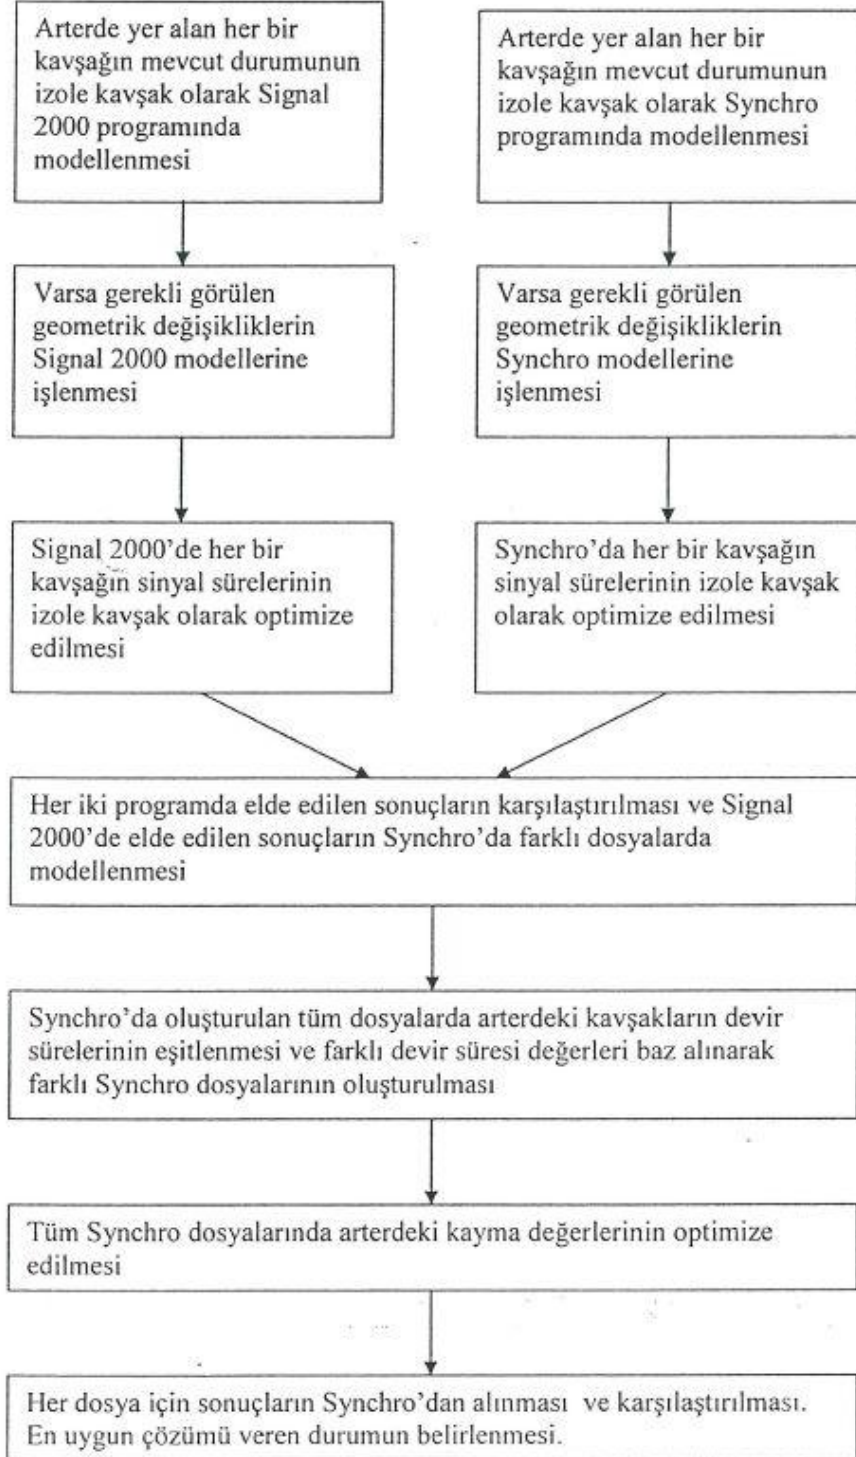 Arterde yer alan her bir
kavşağın mevcut durumunun
izole kavşak olarak Signal
2000 programında
modellenmesi
Arterde yer alan her bir
kavşağın mevcut durumunun
izole kavşak olarak Synchro
programında modellenmesi
Varsa gerekli görülen
geometrik değişikliklerin
Signal 2000 modellerine
işlenmesi
Varsa gerekli görülen
geometrik değişikliklerin
Synchro modellerine
işlenmesi
Signal 2000’de her bir
kavşağın sinyal sürelerinin
izole kavşak olarak optimize
edilmesi
Synchro’da her bir kavşağın
sinyal sürelerinin izole kavşak
olarak optimize edilmesi
Her iki programda elde edilen sonuçların karşılaştırılması ve Signal
2000’de elde edilen sonuçların Synchro’da farklı dosyalarda
modellenmesi
Synchro’da oluşturulan tüm dosyalarda arterdeki kavşakların devir
sürelerinin eşitlenmesi ve farklı devir süresi değerleri baz alınarak
farklı Synchro dosyalarının oluşturulması
Tüm Synchro dosyalarında arterdeki kayma değerlerinin optimize
edilmesi
Her dosya için sonuçların Synchro’dan alınması ve karşılaştırılması.
En uygun çözümü veren durumun belirlenmesi.